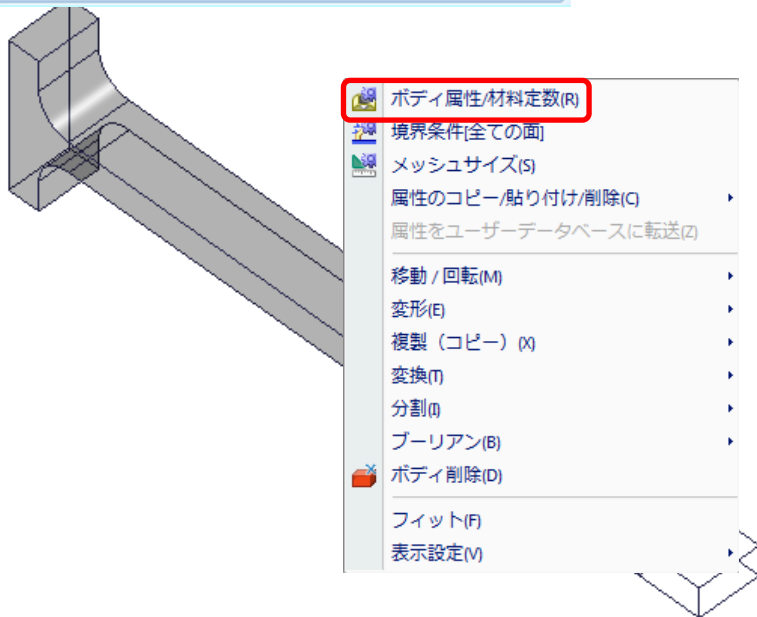 ボディ属性/材料定数(R)
境界条件[全ての面]
メッシュサイズ(S)
属性のコピー/貼り付け/削除(C)
属性をユーザーデータベースに転送(Z)
移動 / 回転(M)
変形(E)
複製（コピー）(X)
変換(T)
分割(I)
ブーリアン(B)
ボディ削除(D)
フィット(F)
表示設定(V)